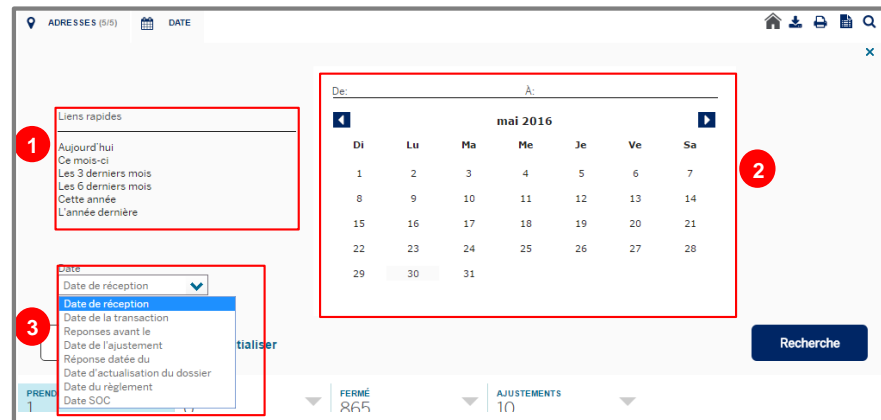 ADRESSES (5/5) DATE
De: À:
Liens rapides
mai 2016
1
Aujourd'hui
Ce mois-ci
Les 3 derniers mois
Les 6 derniers mois
Cette année
L'année dernière
Di Lu Ma Me Je Ve Sa
1 2 3 4 5 6 7
8 9 10 11 12 13 14
15 16 17 18 19 20 21
22 23 24 25 26 27 28
29 30 31
2
Date
Date de réception
Date de réception
Date de la transaction
Reponses avant le
Date de l'ajustement
Réponse datée du
Date d'actualisation du dossier
Date du règlement
Date SOC
3
tialiser
Recherche
PREND
1
FERMÉ
865
AJUSTEMENTS
10